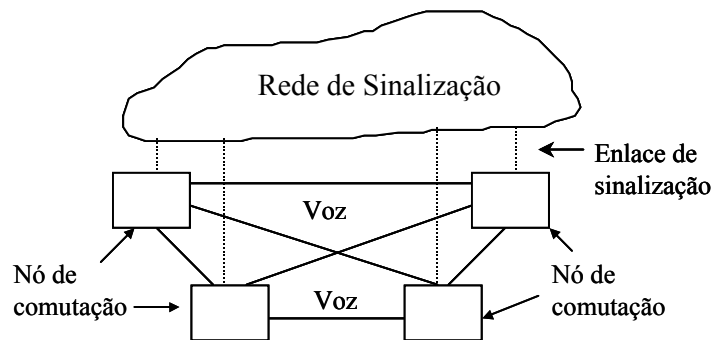 Rede de Sinalização
Enlace de
sinalização
Voz
Nó de
comutação
Voz
Nó de
comutação